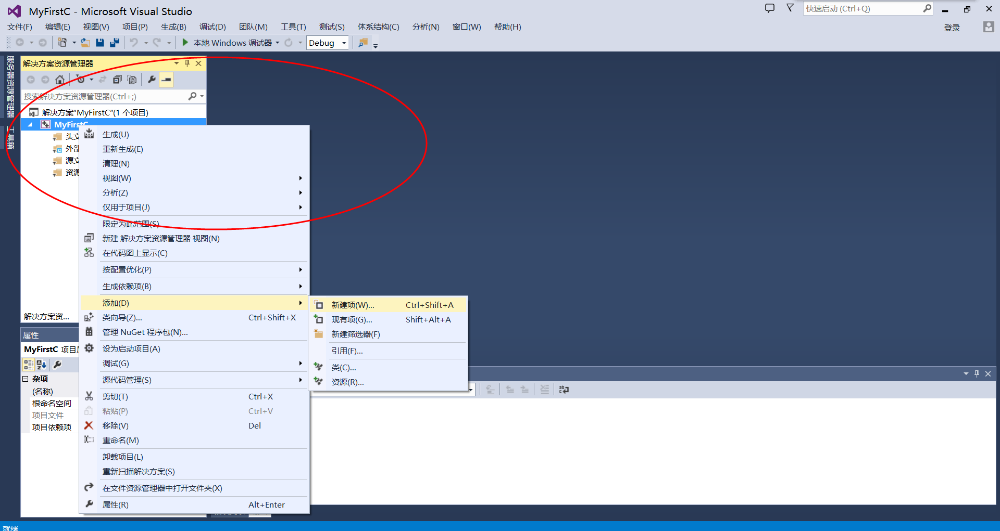 MyFirstC - Microsoft Visual Studio
快速启动 (Ctrl+Q)
文件(F) 编辑(E) 视图(V) 项目(P) 生成(B) 调试(D) 团队(M) 工具(T) 测试(S) 体系结构(C) 分析(N) 窗口(W) 帮助(H)
登录
本地 Windows 调试器 Debug
服务器资源管理器
工具箱
解决方案资源管理器
搜索解决方案资源管理器(Ctrl+;)
解决方案"MyFirstC"(1 个项目)
MyFirstC
头文
外部
源文
资源
解决方案资...
属性
MyFirstC 项目
杂项
(名称)
根命名空间
项目文件
项目依赖项
生成(U)
重新生成(E)
清理(N)
视图(W)
分析(Z)
仅用于项目(J)
限定为此范围(S)
新建 解决方案资源管理器 视图(N)
在代码图上显示(C)
按配置优化(P)
生成依赖项(B)
添加(D)
类向导(Z)... Ctrl+Shift+X
管理 NuGet 程序包(N)...
设为启动项目(A)
调试(G)
源代码管理(S)
剪切(T) Ctrl+X
粘贴(P) Ctrl+V
移除(V) Del
重命名(M)
卸载项目(L)
重新扫描解决方案(S)
在文件资源管理器中打开文件夹(X)
属性(R) Alt+Enter
新建项(W)... Ctrl+Shift+A
现有项(G)... Shift+Alt+A
新建筛选器(F)
引用(F)...
类(C)...
资源(R)...
就绪